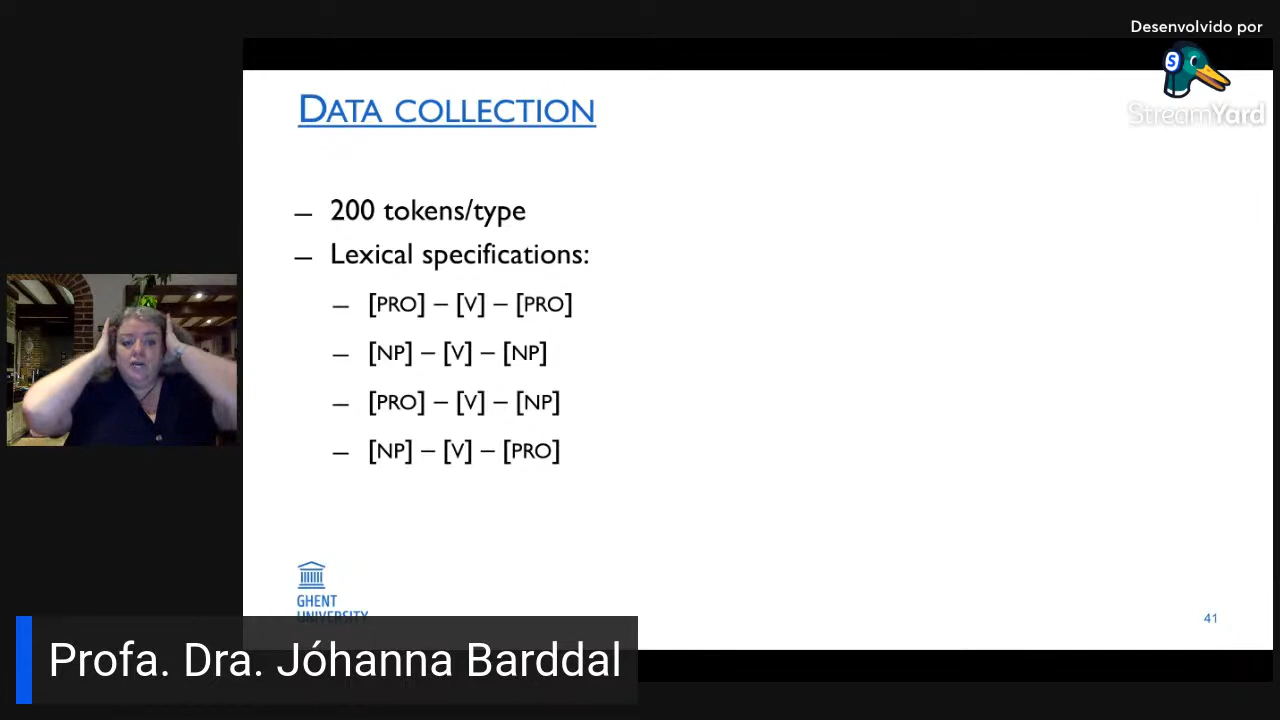 Desenvolvido por
StreamYard
DATA COLLECTION
– 200 tokens/type
– Lexical specifications:
– [PRO] – [V] – [PRO]
– [NP] – [V] – [NP]
– [PRO] – [V] – [NP]
– [NP] – [V] – [PRO]
GHENT
UNIVERSITY
41
Profa. Dra. Jóhanna Barddal